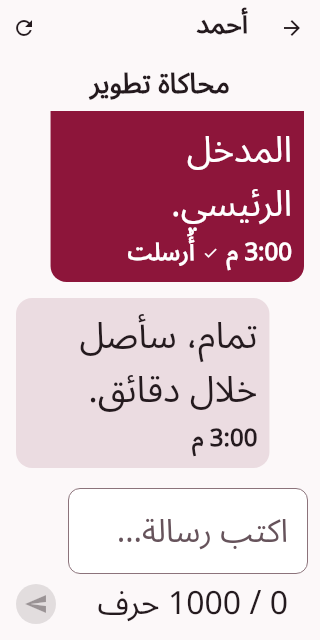 أحمد
محاكاة تطوير
المدخل
الرئيسي.
3:00 م ✓ أُرسلت
تمام، سأصل
خلال دقائق.
3:00 م
اكتب رسالة...
0 / 1000 حرف